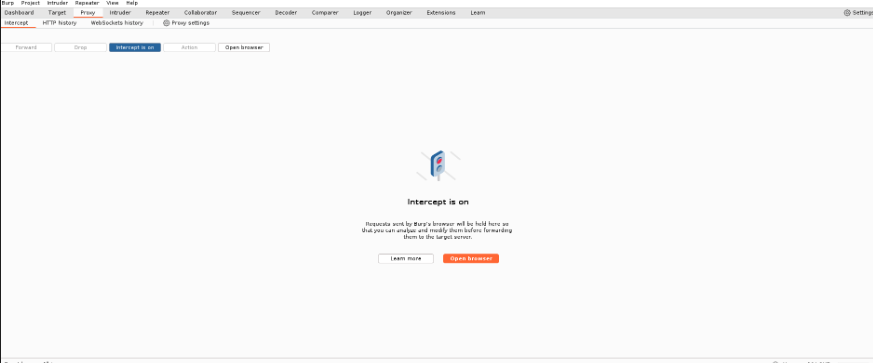 Burp Project Intruder Repeater View Help
Dashboard Target Proxy Intruder Repeater Collaborator Sequencer Decoder Comparer Logger Organizer Extensions Learn Settings
Intercept HTTP history WebSockets history Proxy settings
Forward Drop Intercept is on Action Open browser
Intercept is on
Requests sent by Burp's browser will be held here so
that you can analyze and modify them before forwarding
them to the target server.
Learn more Open browser